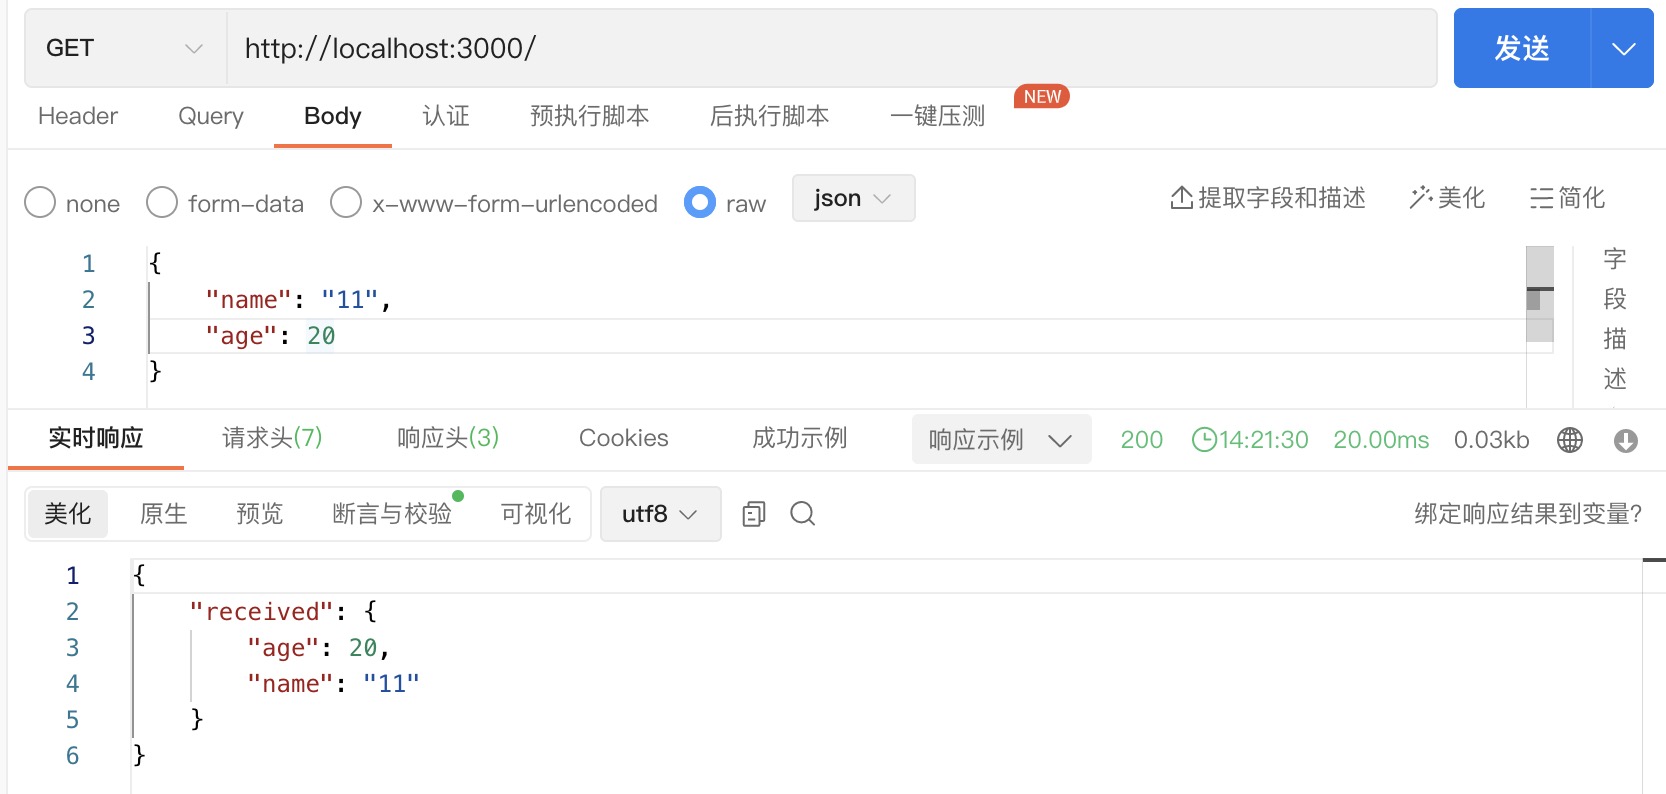 GET http://localhost:3000/ 发送
Header Query Body 认证 预执行脚本 后执行脚本 一键压测 NEW
none form-data x-www-form-urlencoded raw json 提取字段和描述 美化 简化
1 {
2 "name": "11",
3 "age": 20
4 }
字
段
描
述
实时响应 请求头(7) 响应头(3) Cookies 成功示例 响应示例 200 14:21:30 20.00ms 0.03kb
美化 原生 预览 断言与校验 可视化 utf8 绑定响应结果到变量?
1 {
2 "received": {
3 "age": 20,
4 "name": "11"
5 }
6 }